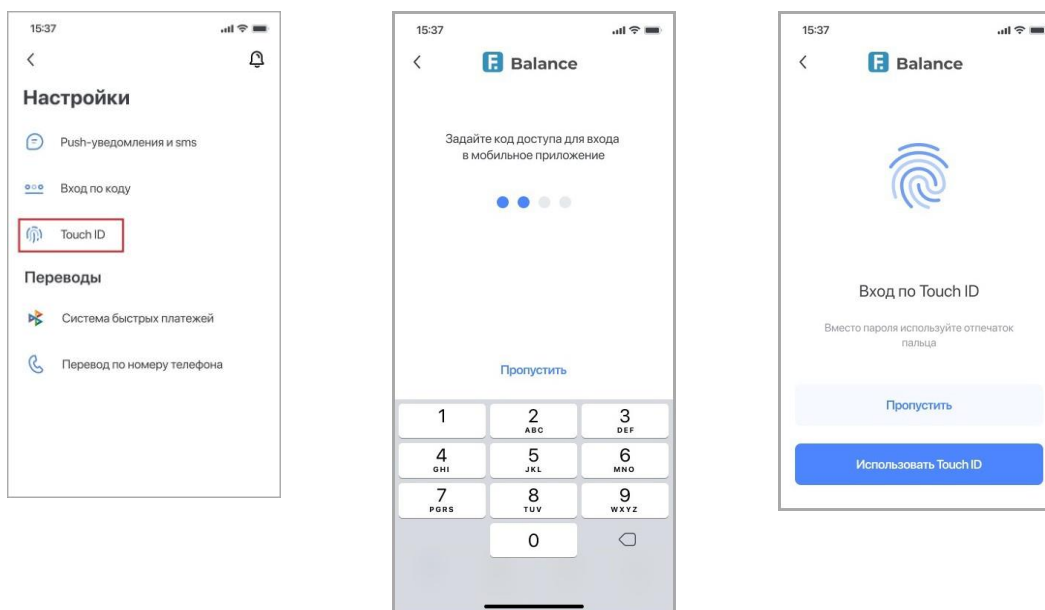 15:37
Настройки
Push-уведомления и sms
Вход по коду
Touch ID
Переводы
Система быстрых платежей
Перевод по номеру телефона
15:37
F. Balance
Задайте код доступа для входа
в мобильное приложение
Пропустить
1
2
ABC
3
DEF
4
GHI
5
JKL
6
MNO
7
PGRS
8
TUV
9
WXYZ
0
15:37
F. Balance
Вход по Touch ID
Вместо пароля используйте отпечаток
пальца
Пропустить
Использовать Touch ID